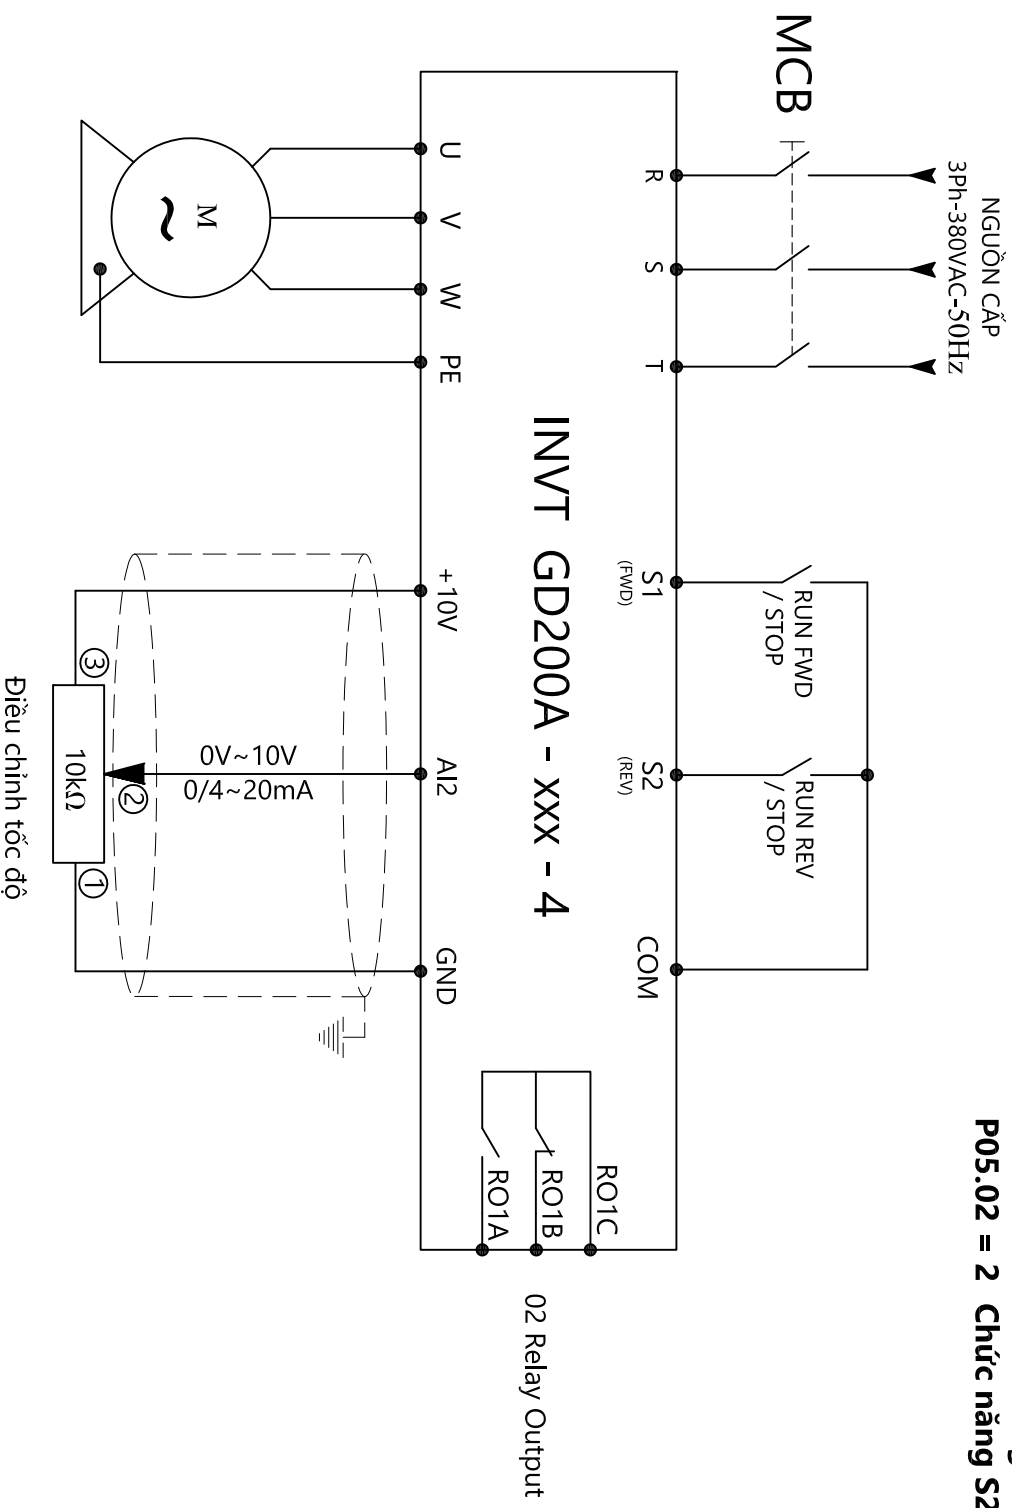 NGUỒN CẤP
3Ph-380VAC-50Hz
MCB
R
S
T
RUN FWD
/ STOP
RUN REV
/ STOP
S1
(FWD)
S2
(REV)
COM
INVT GD200A - xxx - 4
RO1C
RO1B
RO1A
02 Relay Output
U
V
W
PE
+10V
AI2
GND
M
~
0V~10V
0/4~20mA
3
2
1
10kΩ
Điều chỉnh tốc độ
P05.02 = 2 Chức năng S2